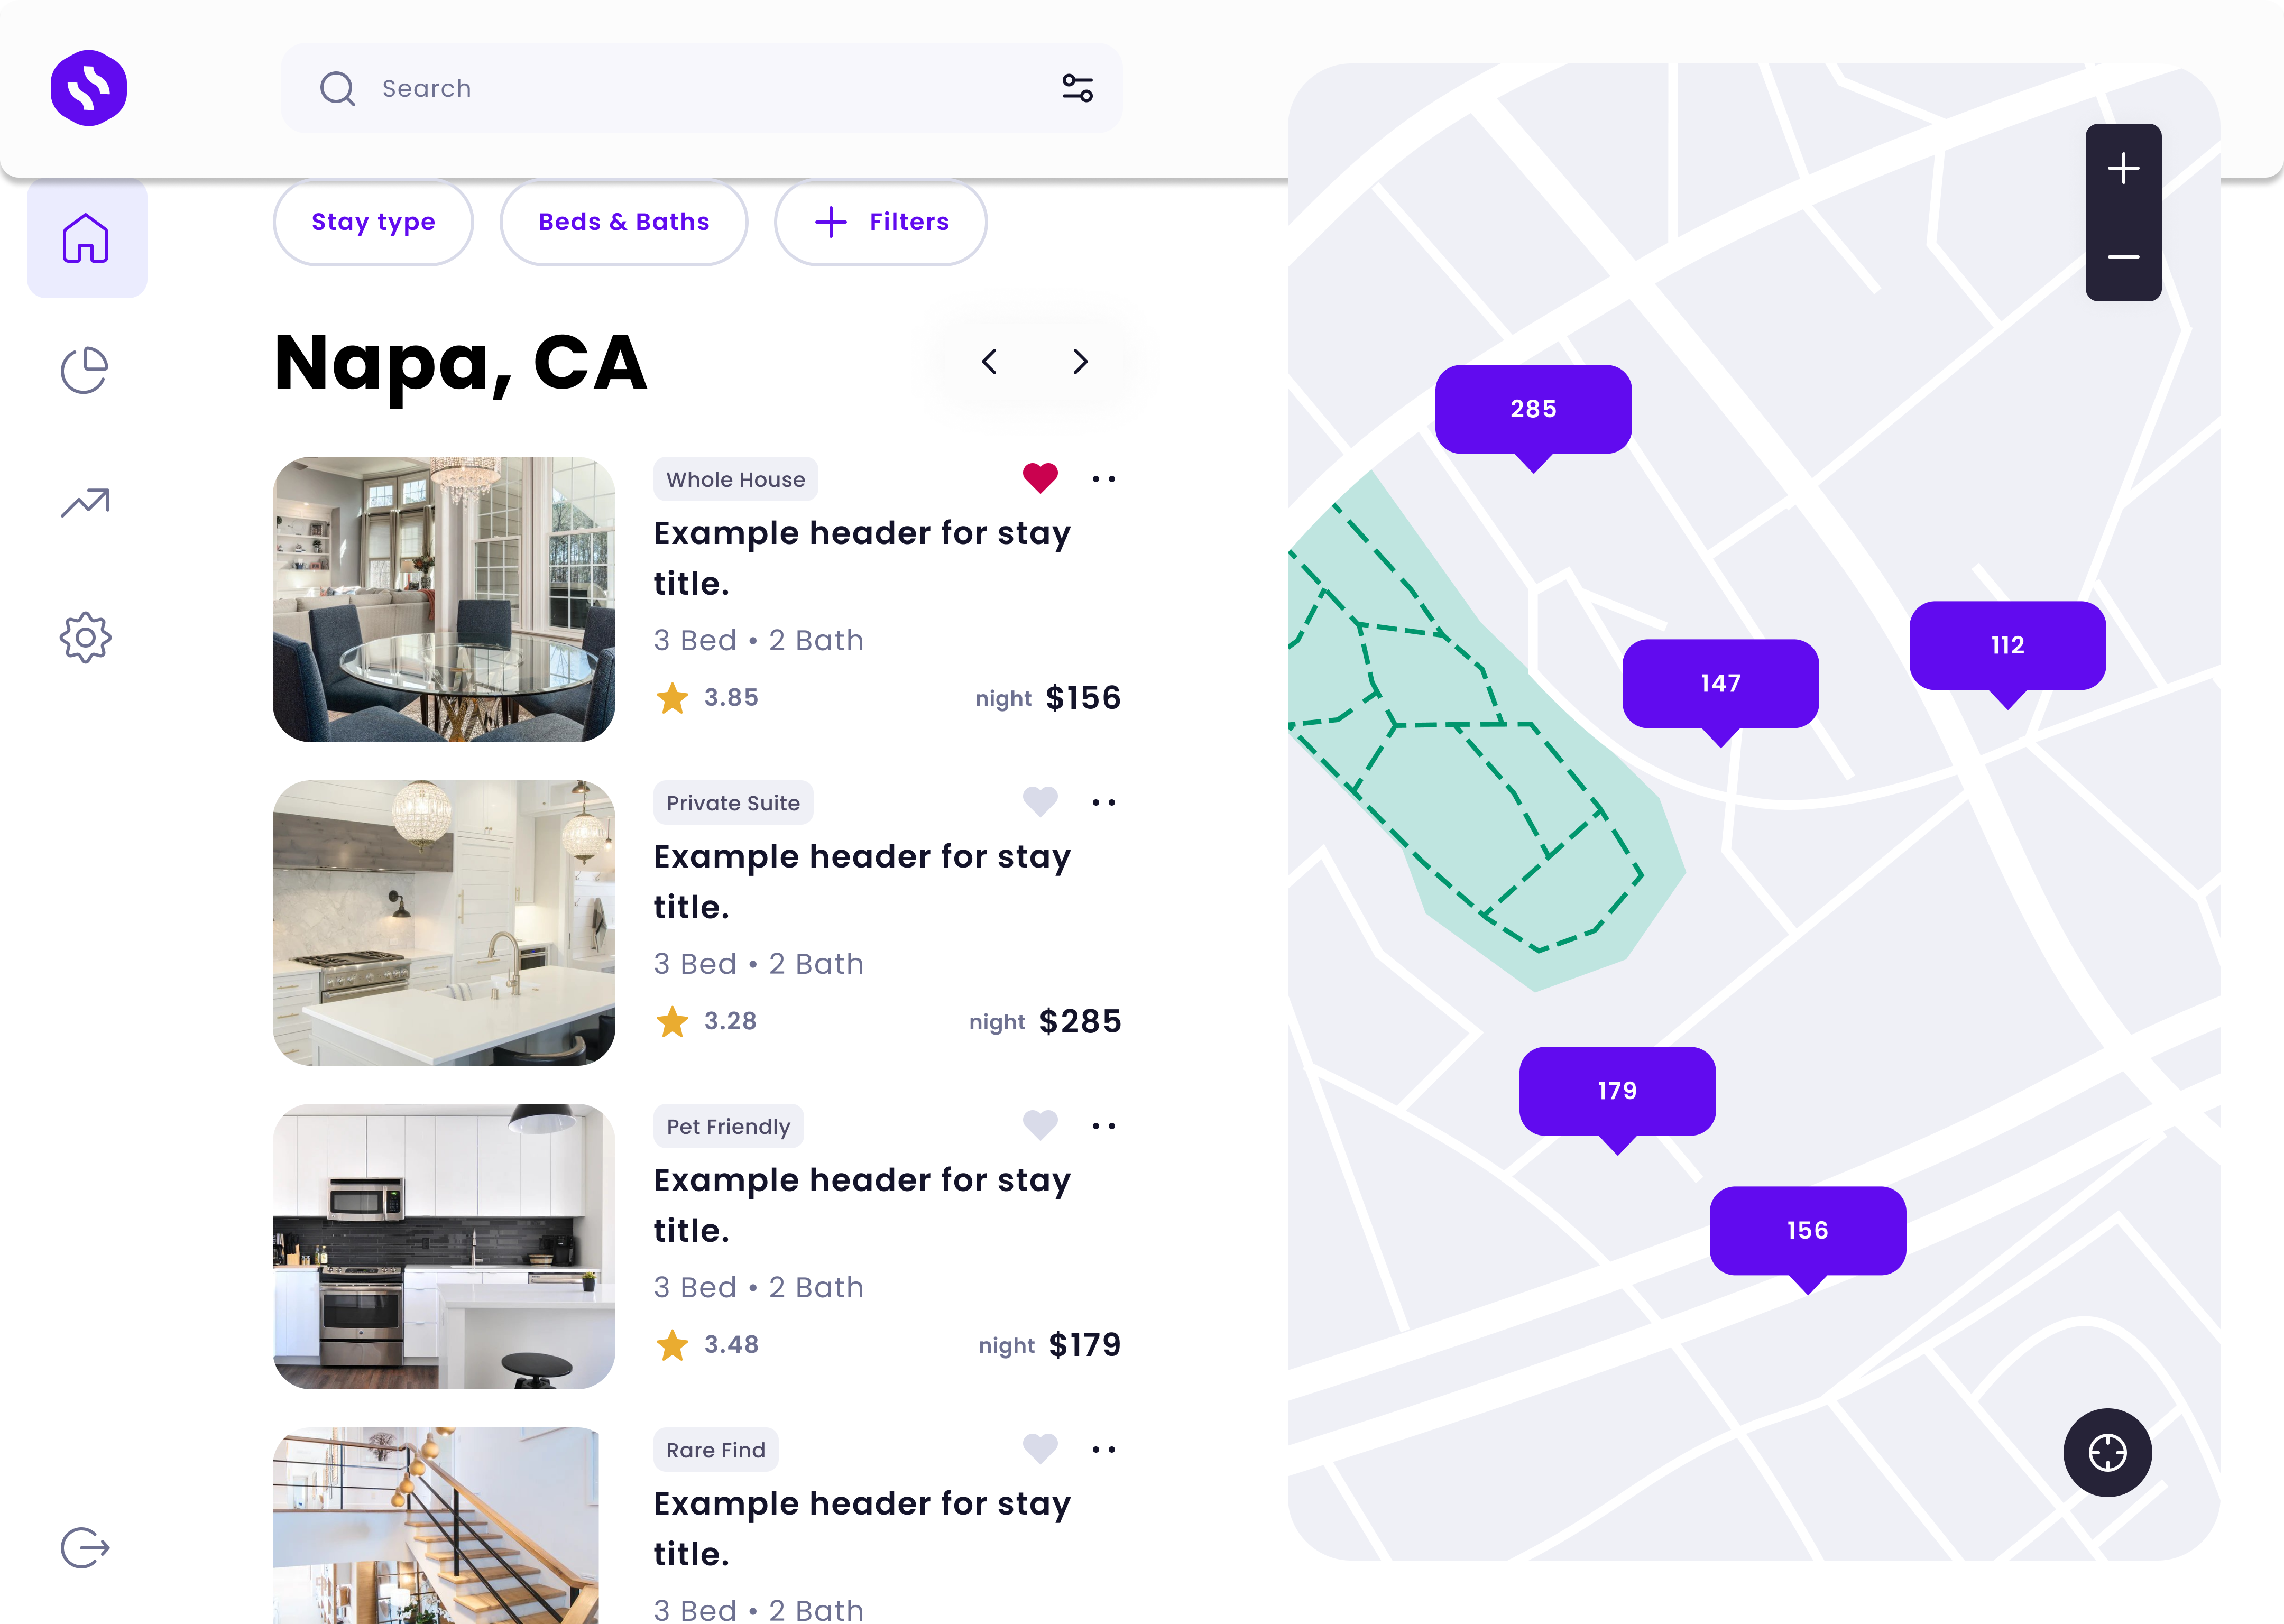 Search
Stay type
Beds & Baths
Filters
Napa, CA
Whole House
Example header for stay
title.
3 Bed • 2 Bath
3.85
night $156
Private Suite
Example header for stay
title.
3 Bed • 2 Bath
3.28
night $285
Pet Friendly
Example header for stay
title.
3 Bed • 2 Bath
3.48
night $179
Rare Find
Example header for stay
title.
3 Bed • 2 Bath
285
112
147
179
156